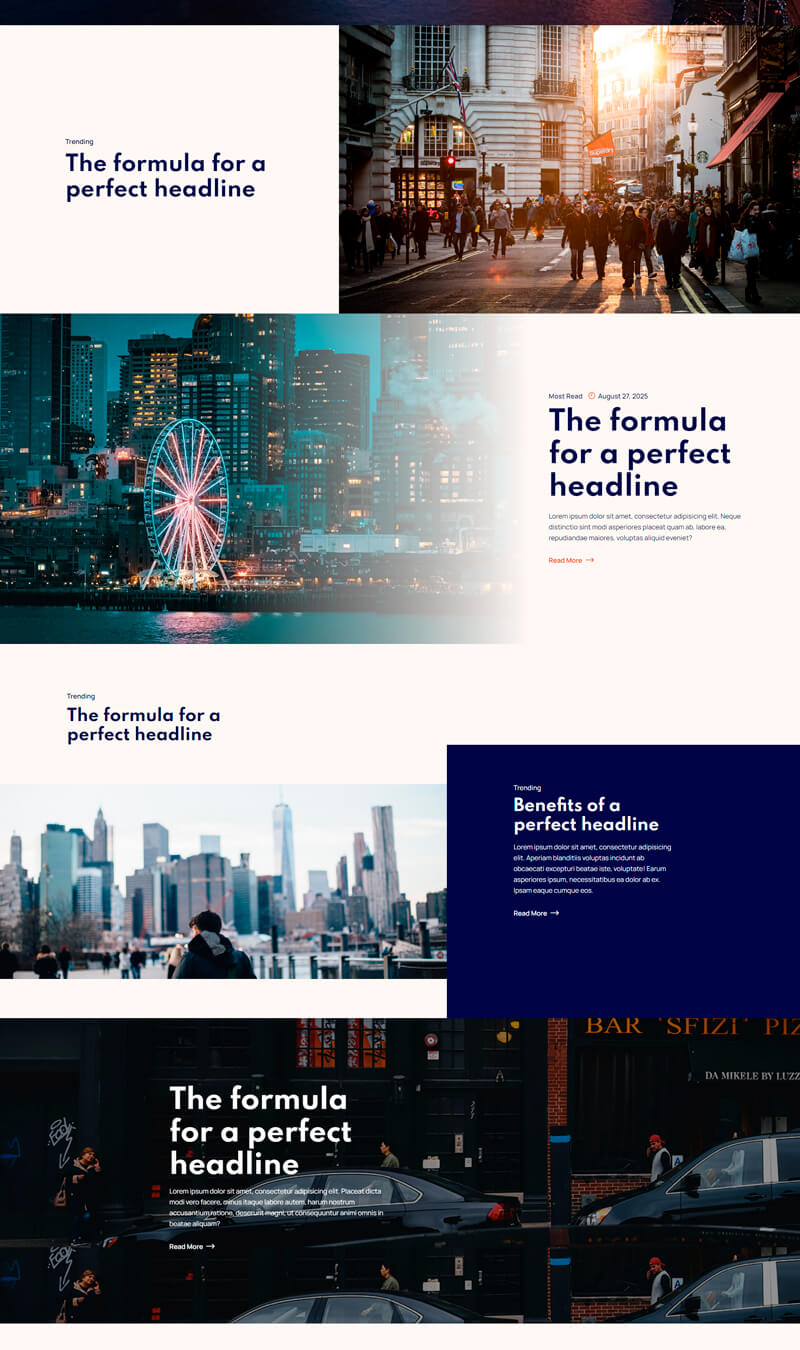 Trending
The formula for a
perfect headline
Superdry
Most Read August 27, 2025
The formula
for a perfect
headline
Lorem ipsum dolor sit amet, consectetur adipisicing elit. Neque
distinctio sint modi asperiores placeat quam ab, labore ea,
repudiandae maiores, voluptas aliquid eveniet?
Read More
Trending
The formula for a
perfect headline
Trending
Benefits of a
perfect headline
Lorem ipsum dolor sit amet, consectetur adipisicing
elit. Aperiam blanditiis voluptas incidunt ab
obcaecati excepturi beatae iste, voluptate! Earum
asperiores ipsum, necessitatibus ea dolor ab ex.
Ipsam eaque cumque eos.
Read More
BAR "SFIZI" PIZ
DA MIKELE BY LUZZ
The formula
for a perfect
headline
A
Lorem ipsum dolor sit amet, consectetur adipisicing elit. Placeat dicta
modi vero facere, minus itaque labore autem, harum nostrum
accusantium ratione, deserunt magni, ut consequuntur animi omnis in
beatae aliquam?
Read More
A